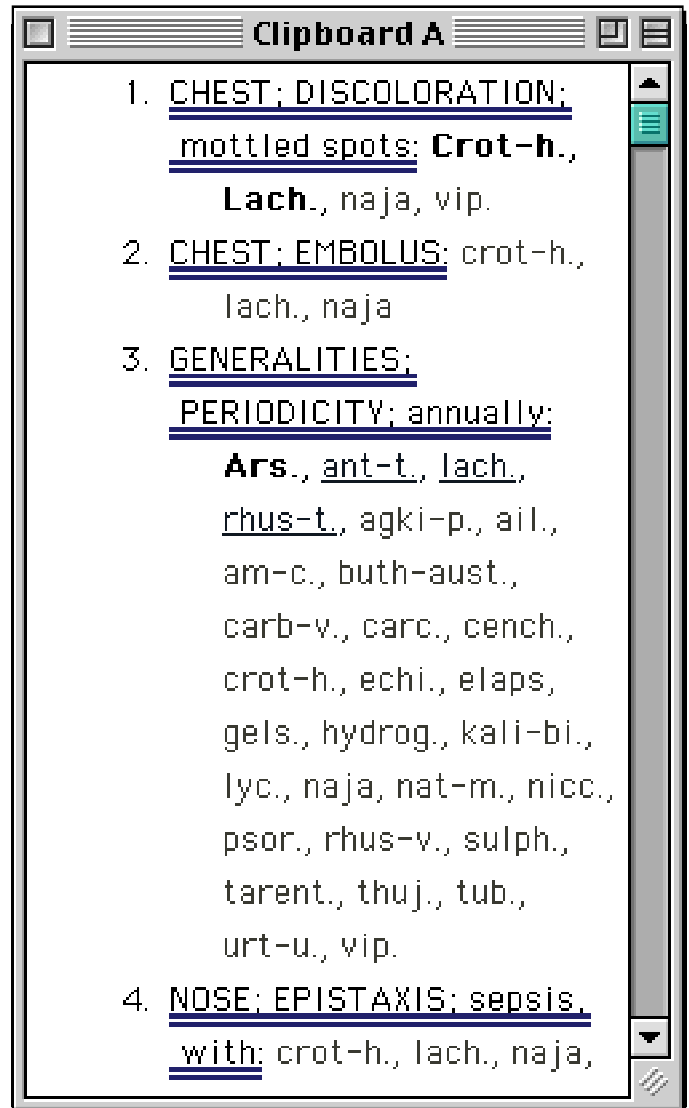 Clipboard A
1. CHEST; DISCOLORATION;
mottled spots: Crot-h.,
Lach., naja, vip.
2. CHEST; EMBOLUS: crot-h.,
lach., naja
3. GENERALITIES;
PERIODICITY; annually:
Ars., ant-t., lach.,
rhus-t., agki-p., ail.,
am-c., buth-aust.,
carb-v., carc., cench.,
crot-h., echi., elaps,
gels., hydrog., kali-bi.,
lyc., naja, nat-m., nicc.,
psor., rhus-v., sulph.,
tarent., thuj., tub.,
urt-u., vip.
4. NOSE; EPISTAXIS; sepsis,
with: crot-h., lach., naja,